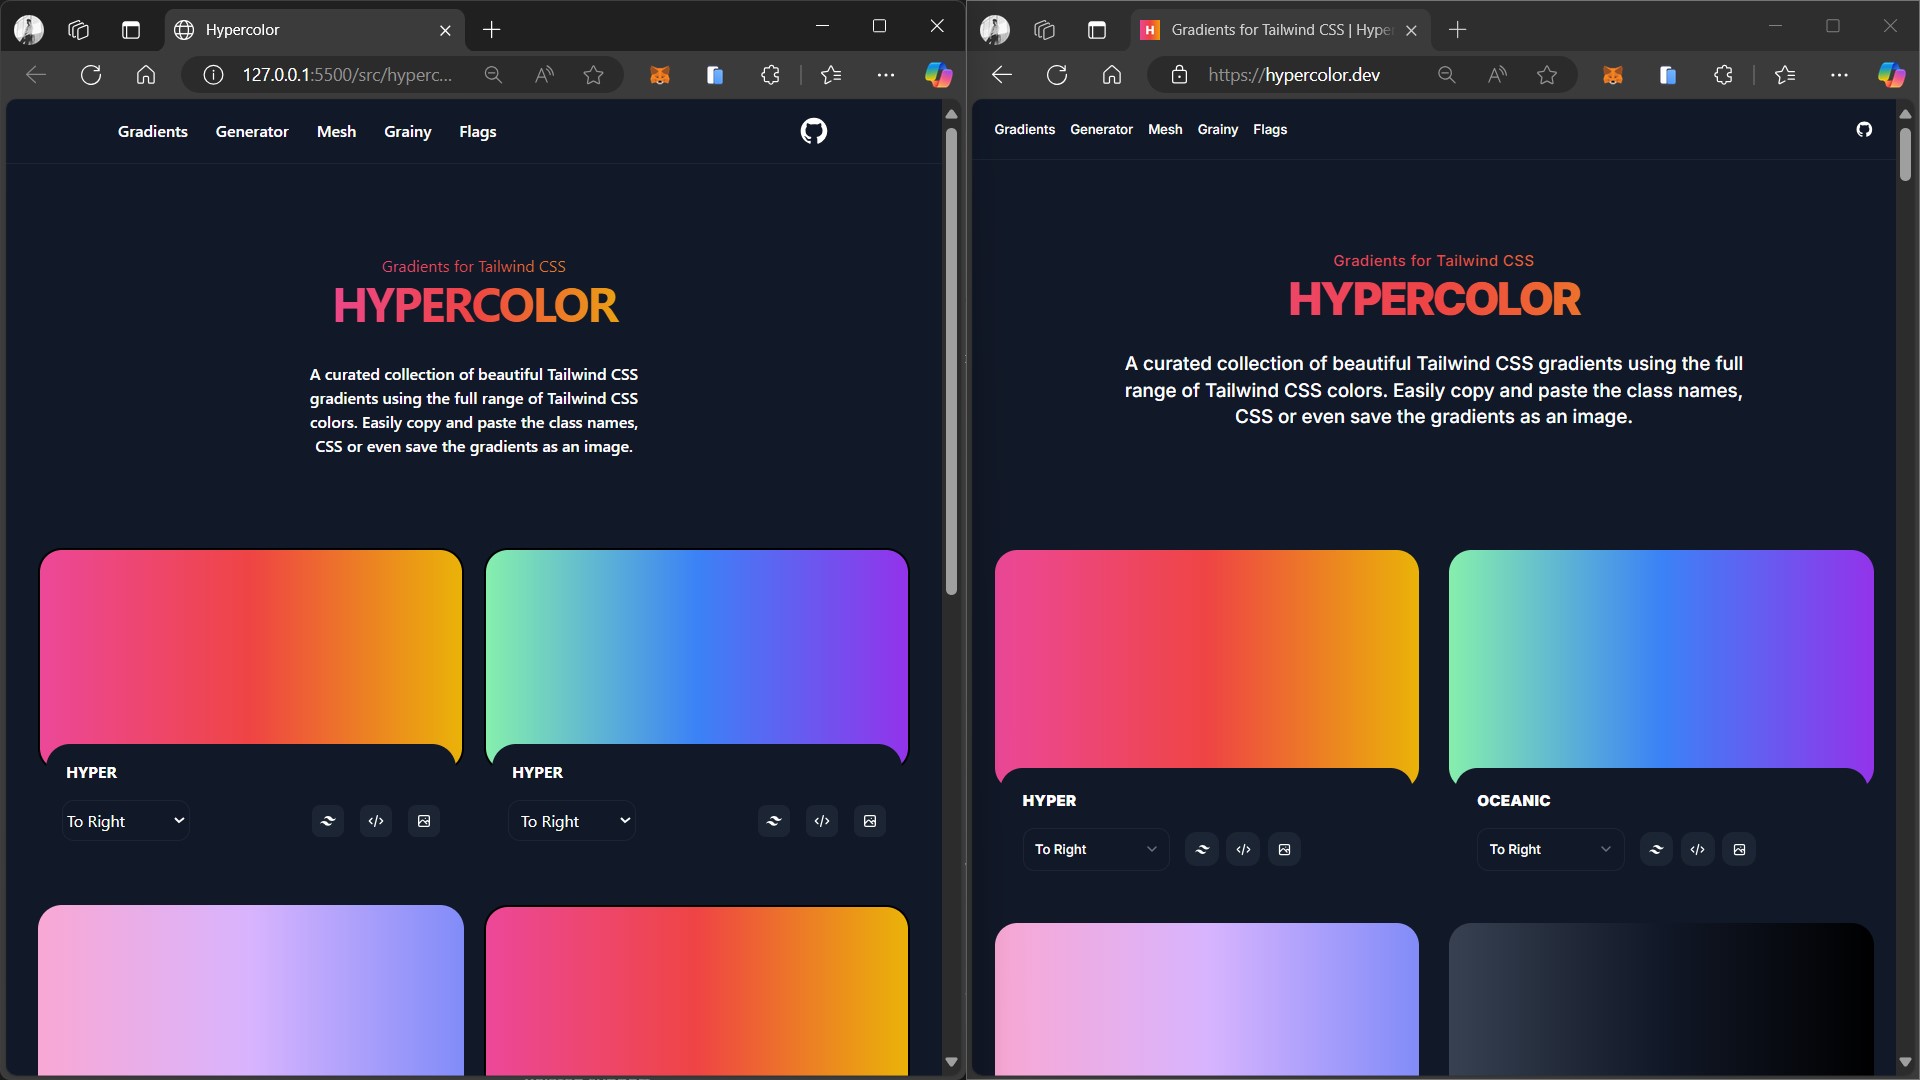 Hypercolor
127.0.0.1:5500/src/hyperc...
Gradients Generator Mesh Grainy Flags
Gradients for Tailwind CSS
HYPERCOLOR
A curated collection of beautiful Tailwind CSS
gradients using the full range of Tailwind CSS
colors. Easily copy and paste the class names,
CSS or even save the gradients as an image.
HYPER
To Right
HYPER
To Right
H
Gradients for Tailwind CSS | Hyper
https://hypercolor.dev
Gradients Generator Mesh Grainy Flags
Gradients for Tailwind CSS
HYPERCOLOR
A curated collection of beautiful Tailwind CSS gradients using the full
range of Tailwind CSS colors. Easily copy and paste the class names,
CSS or even save the gradients as an image.
HYPER
To Right
OCEANIC
To Right